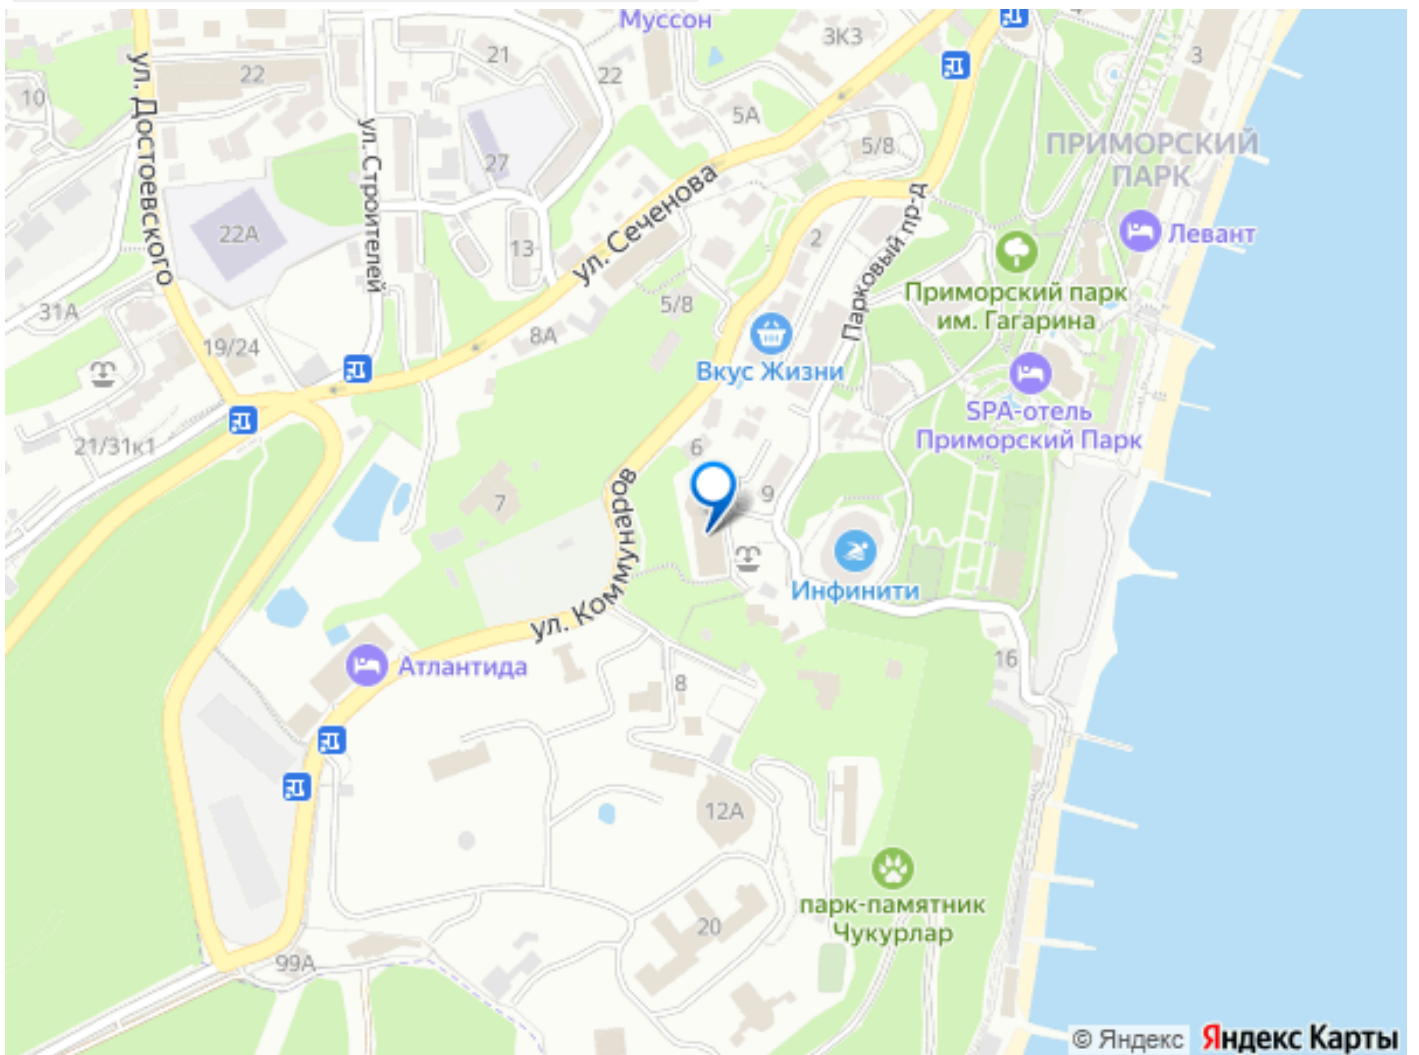 Муссон
3К3
21
22
22
3
10
5А
ул. Достоевского
ул. Строителей
27
5/8
ПРИМОРСКИЙ
ПАРК
ул. Сеченова
Парковый пр-д
22А
13
2
Левант
Приморский парк
им. Гагарина
31А
5/8
8А
19/24
Вкус Жизни
SPA-отель
Приморский Парк
21/31к1
6
7
9
ул. Коммунаров
Инфинити
16
Атлантида
8
12А
парк-памятник
Чукурлар
20
99А
© Яндекс Яндекс Карты